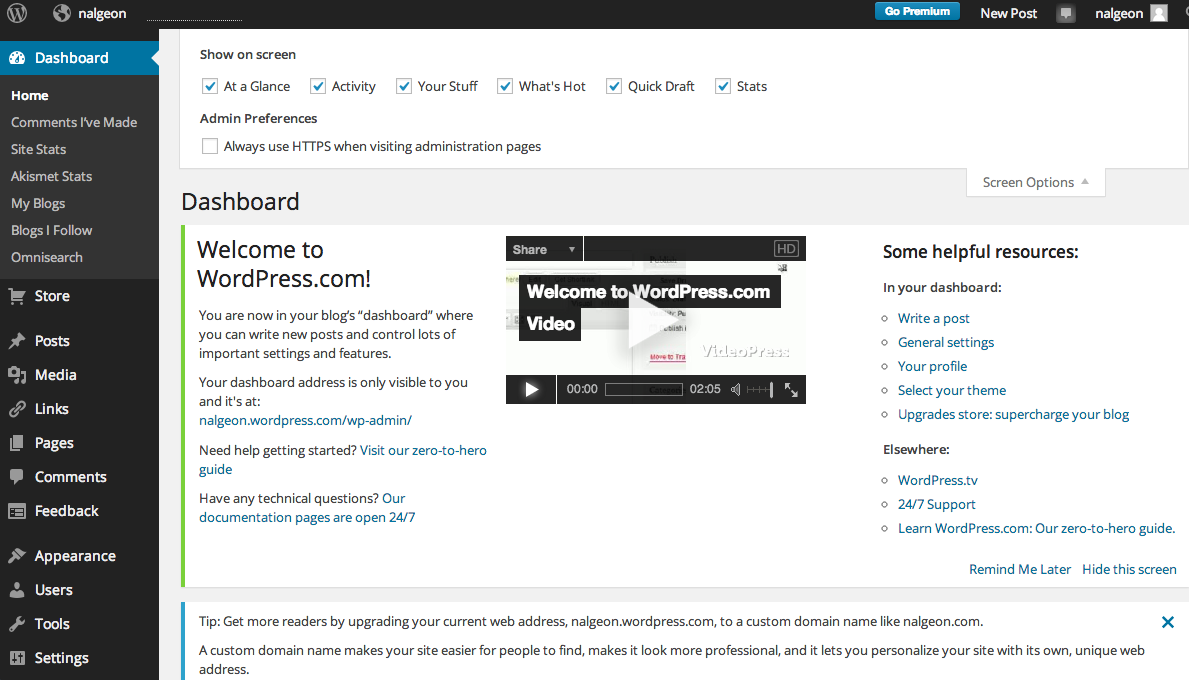 nalgeon
Go Premium
New Post
nalgeon
Dashboard
Home
Comments I've Made
Site Stats
Akismet Stats
My Blogs
Blogs I Follow
Omnisearch
Store
Posts
Media
Links
Pages
Comments
Feedback
Appearance
Users
Tools
Settings
Show on screen
At a Glance
Activity
Your Stuff
What's Hot
Quick Draft
Stats
Admin Preferences
Always use HTTPS when visiting administration pages
Screen Options
Dashboard
Welcome to
WordPress.com!
You are now in your blog's “dashboard” where
you can write new posts and control lots of
important settings and features.
Your dashboard address is only visible to you
and it's at:
nalgeon.wordpress.com/wp-admin/
Need help getting started? Visit our zero-to-hero
guide
Have any technical questions? Our
documentation pages are open 24/7
Share
HD
Welcome to WordPress.com
Video
Move to Tra
VideoPress
00:00
02:05
Some helpful resources:
In your dashboard:
Write a post
General settings
Your profile
Select your theme
Upgrades store: supercharge your blog
Elsewhere:
WordPress.tv
24/7 Support
Learn WordPress.com: Our zero-to-hero guide.
Remind Me Later Hide this screen
Tip: Get more readers by upgrading your current web address, nalgeon.wordpress.com, to a custom domain name like nalgeon.com.
A custom domain name makes your site easier for people to find, makes it look more professional, and it lets you personalize your site with its own, unique web
address.